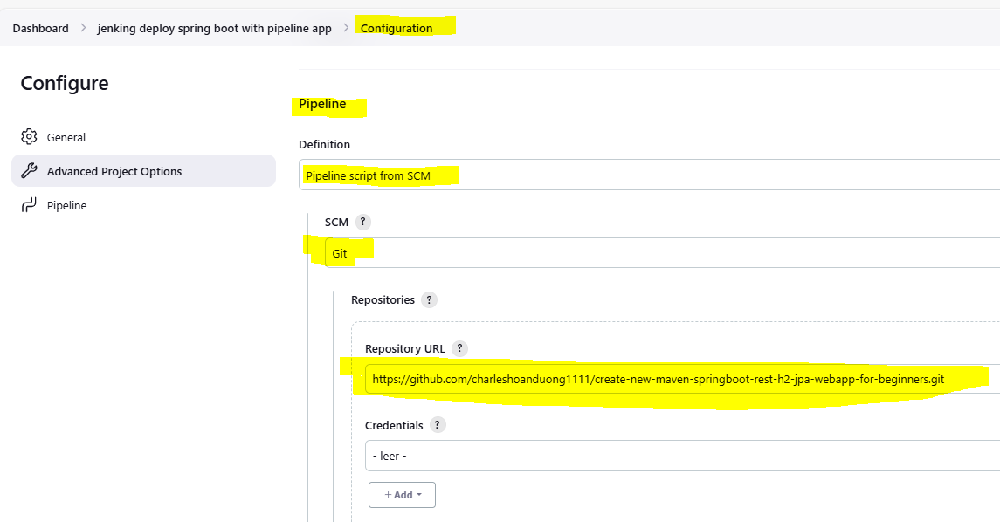 Dashboard > jenking deploy spring boot with pipeline app > Configuration
Configure
General
Advanced Project Options
Pipeline
Pipeline
Definition
Pipeline script from SCM
SCM ?
Git
Repositories ?
Repository URL ?
https://github.com/charleshoanduong1111/create-new-maven-springboot-rest-h2-jpa-webapp-for-beginners.git
Credentials ?
- leer -
+ Add